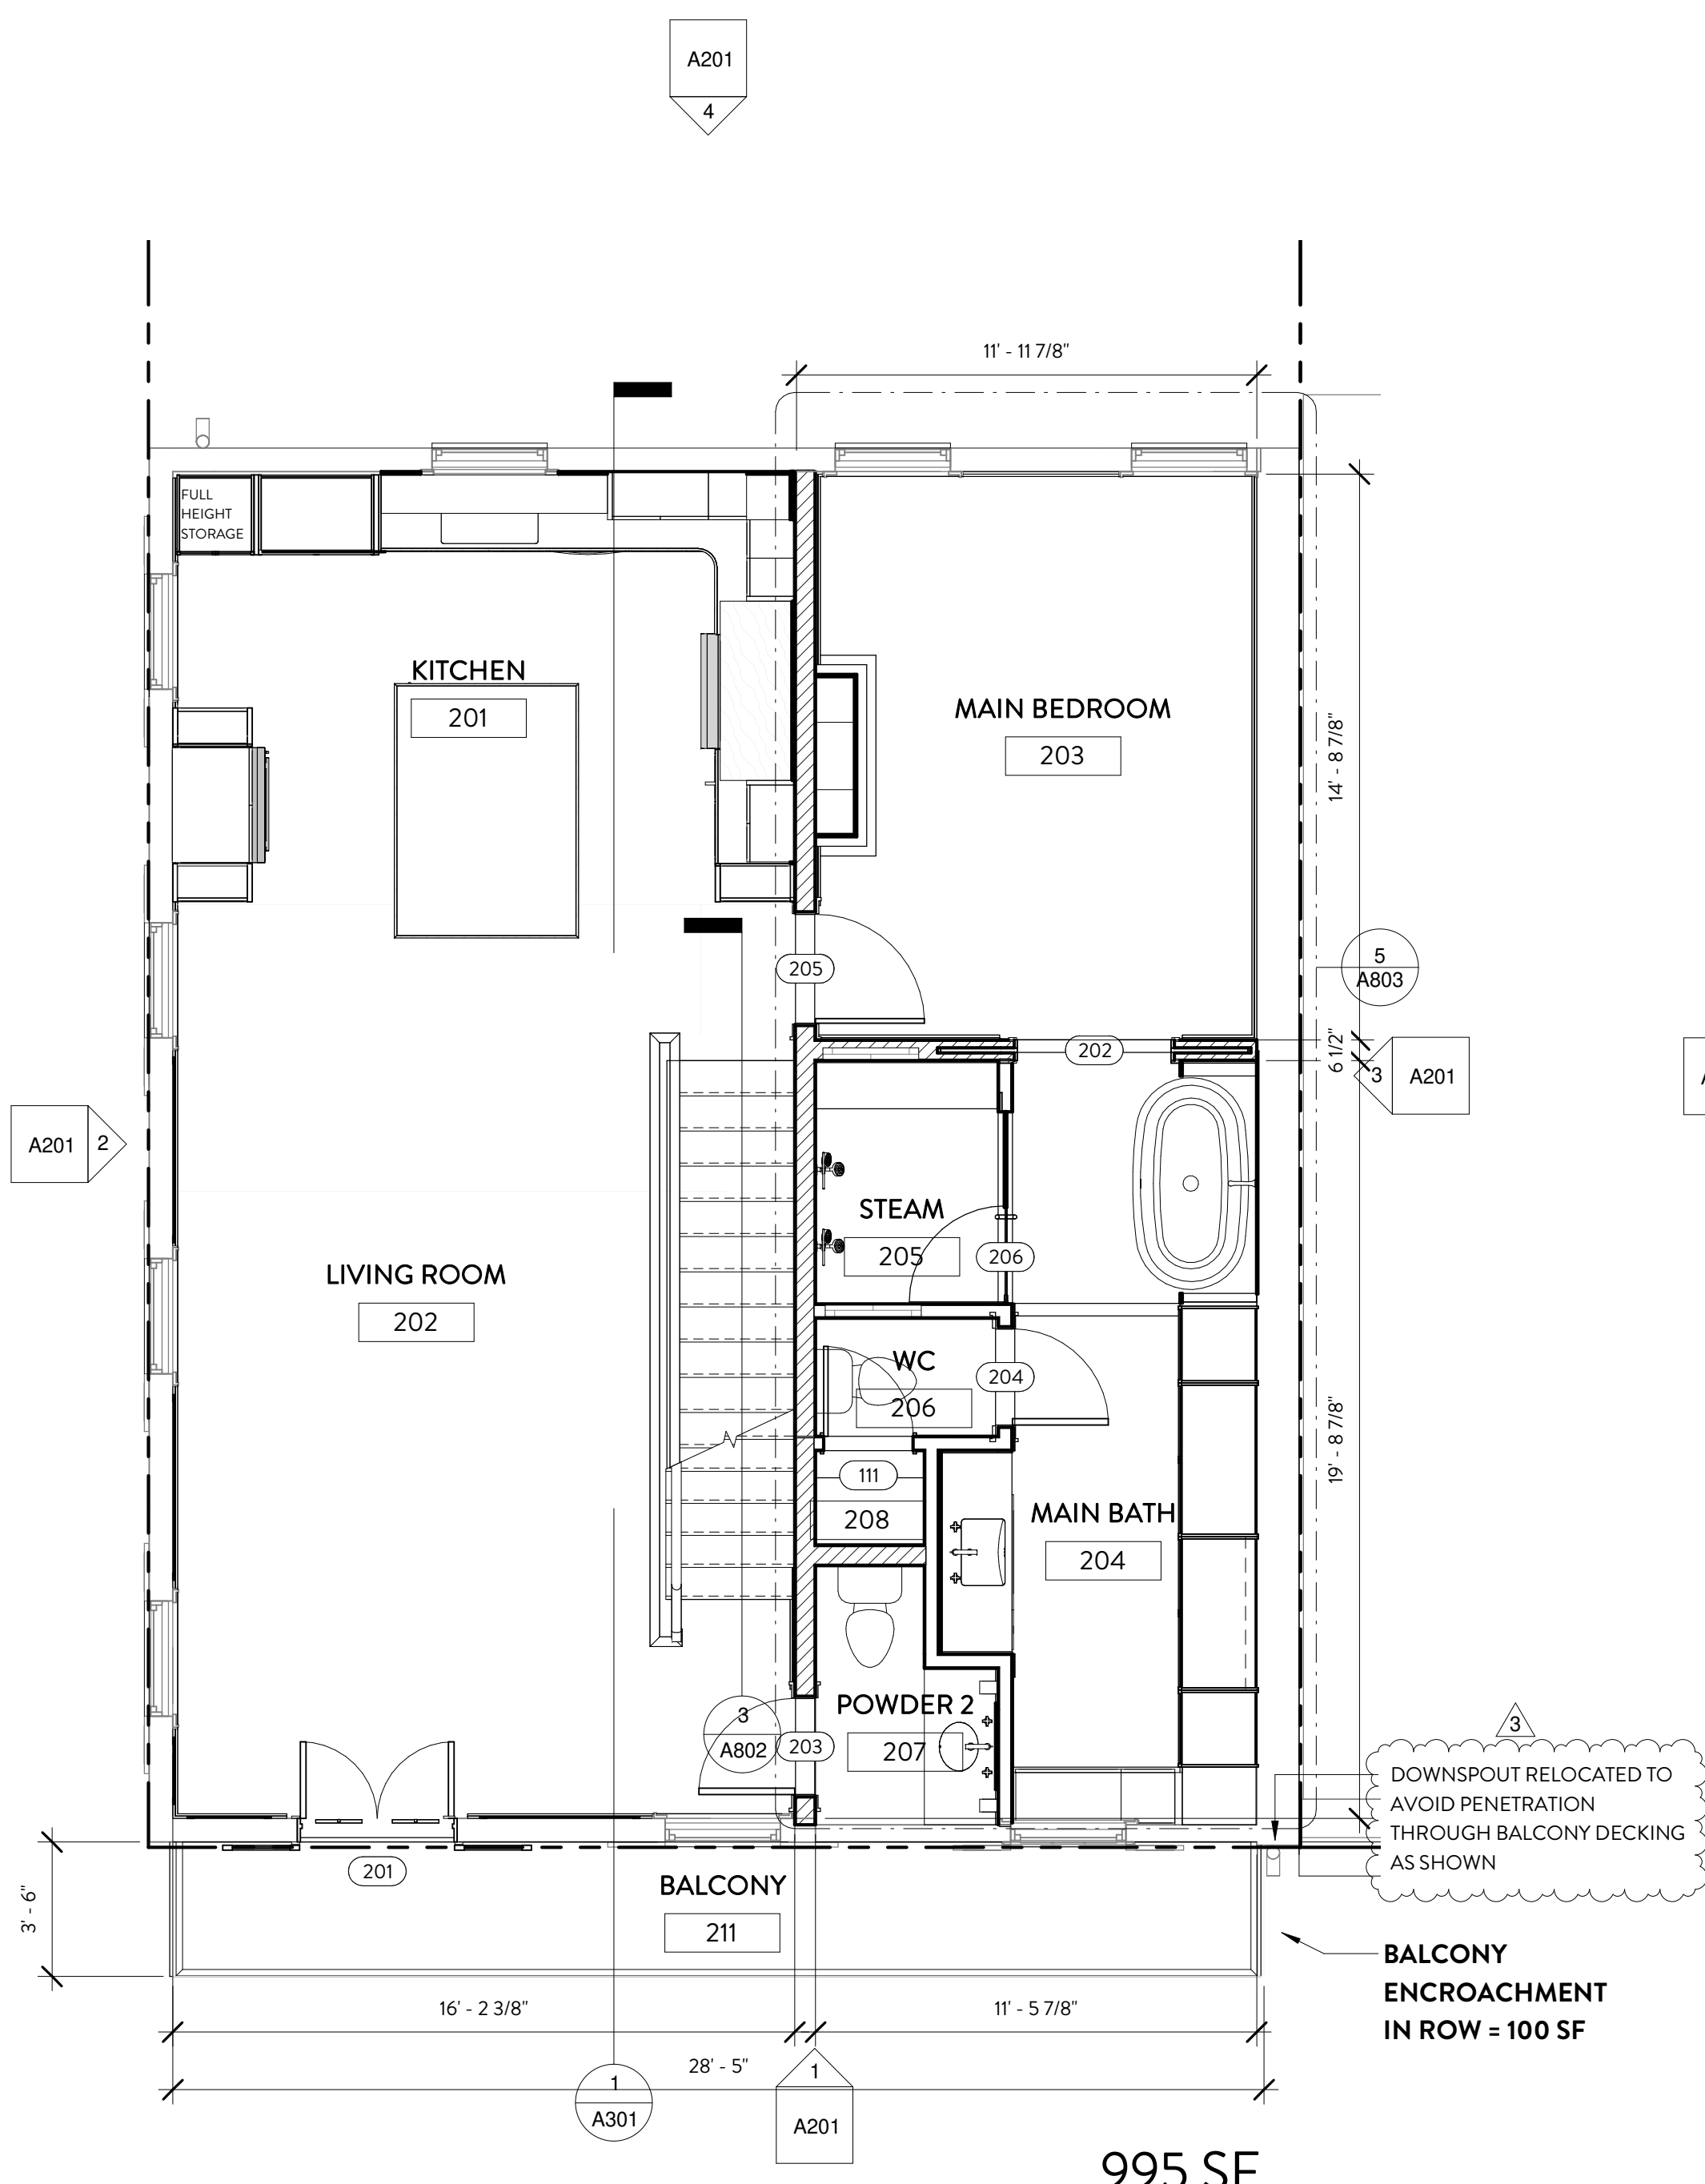 A201
4
11' - 11 7/8"
FULL
HEIGHT
STORAGE
KITCHEN
201
MAIN BEDROOM
203
14' - 8 7/8"
205
5
A803
202
6 1/2"
3
A201
A201
2
STEAM
205
206
LIVING ROOM
202
WC
206
204
19' - 8 7/8"
111
208
MAIN BATH
204
POWDER 2
207
3
A802
203
3
DOWNSPOUT RELOCATED TO
AVOID PENETRATION
THROUGH BALCONY DECKING
AS SHOWN
201
BALCONY
211
3' - 6"
BALCONY
ENCROACHMENT
IN ROW = 100 SF
16' - 2 3/8"
11' - 5 7/8"
28' - 5"
1
A301
1
A201
995 SF